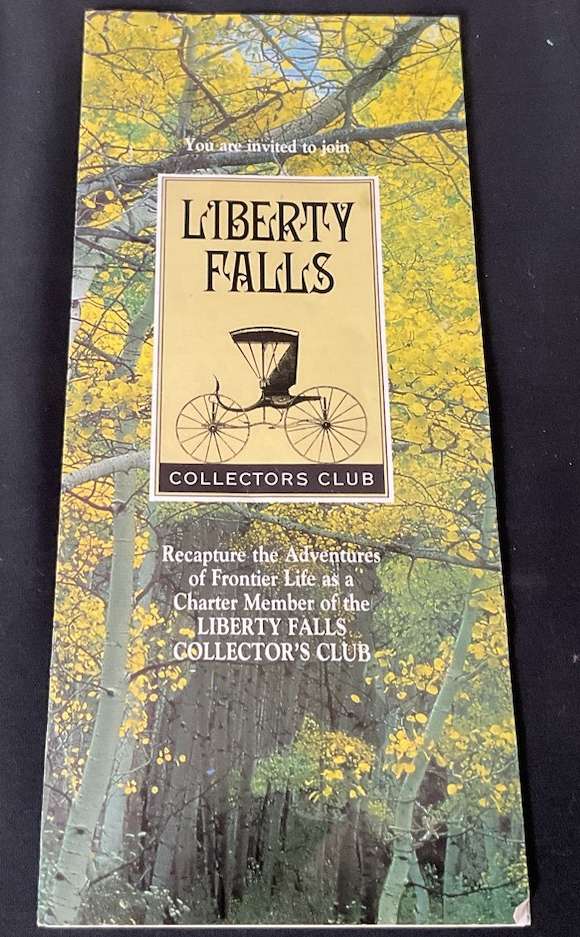 You are invited to join
LIBERTY
FALLS
COLLECTORS CLUB
Recapture the Adventures
of Frontier Life as a
Charter Member of the
LIBERTY FALLS
COLLECTOR'S CLUB